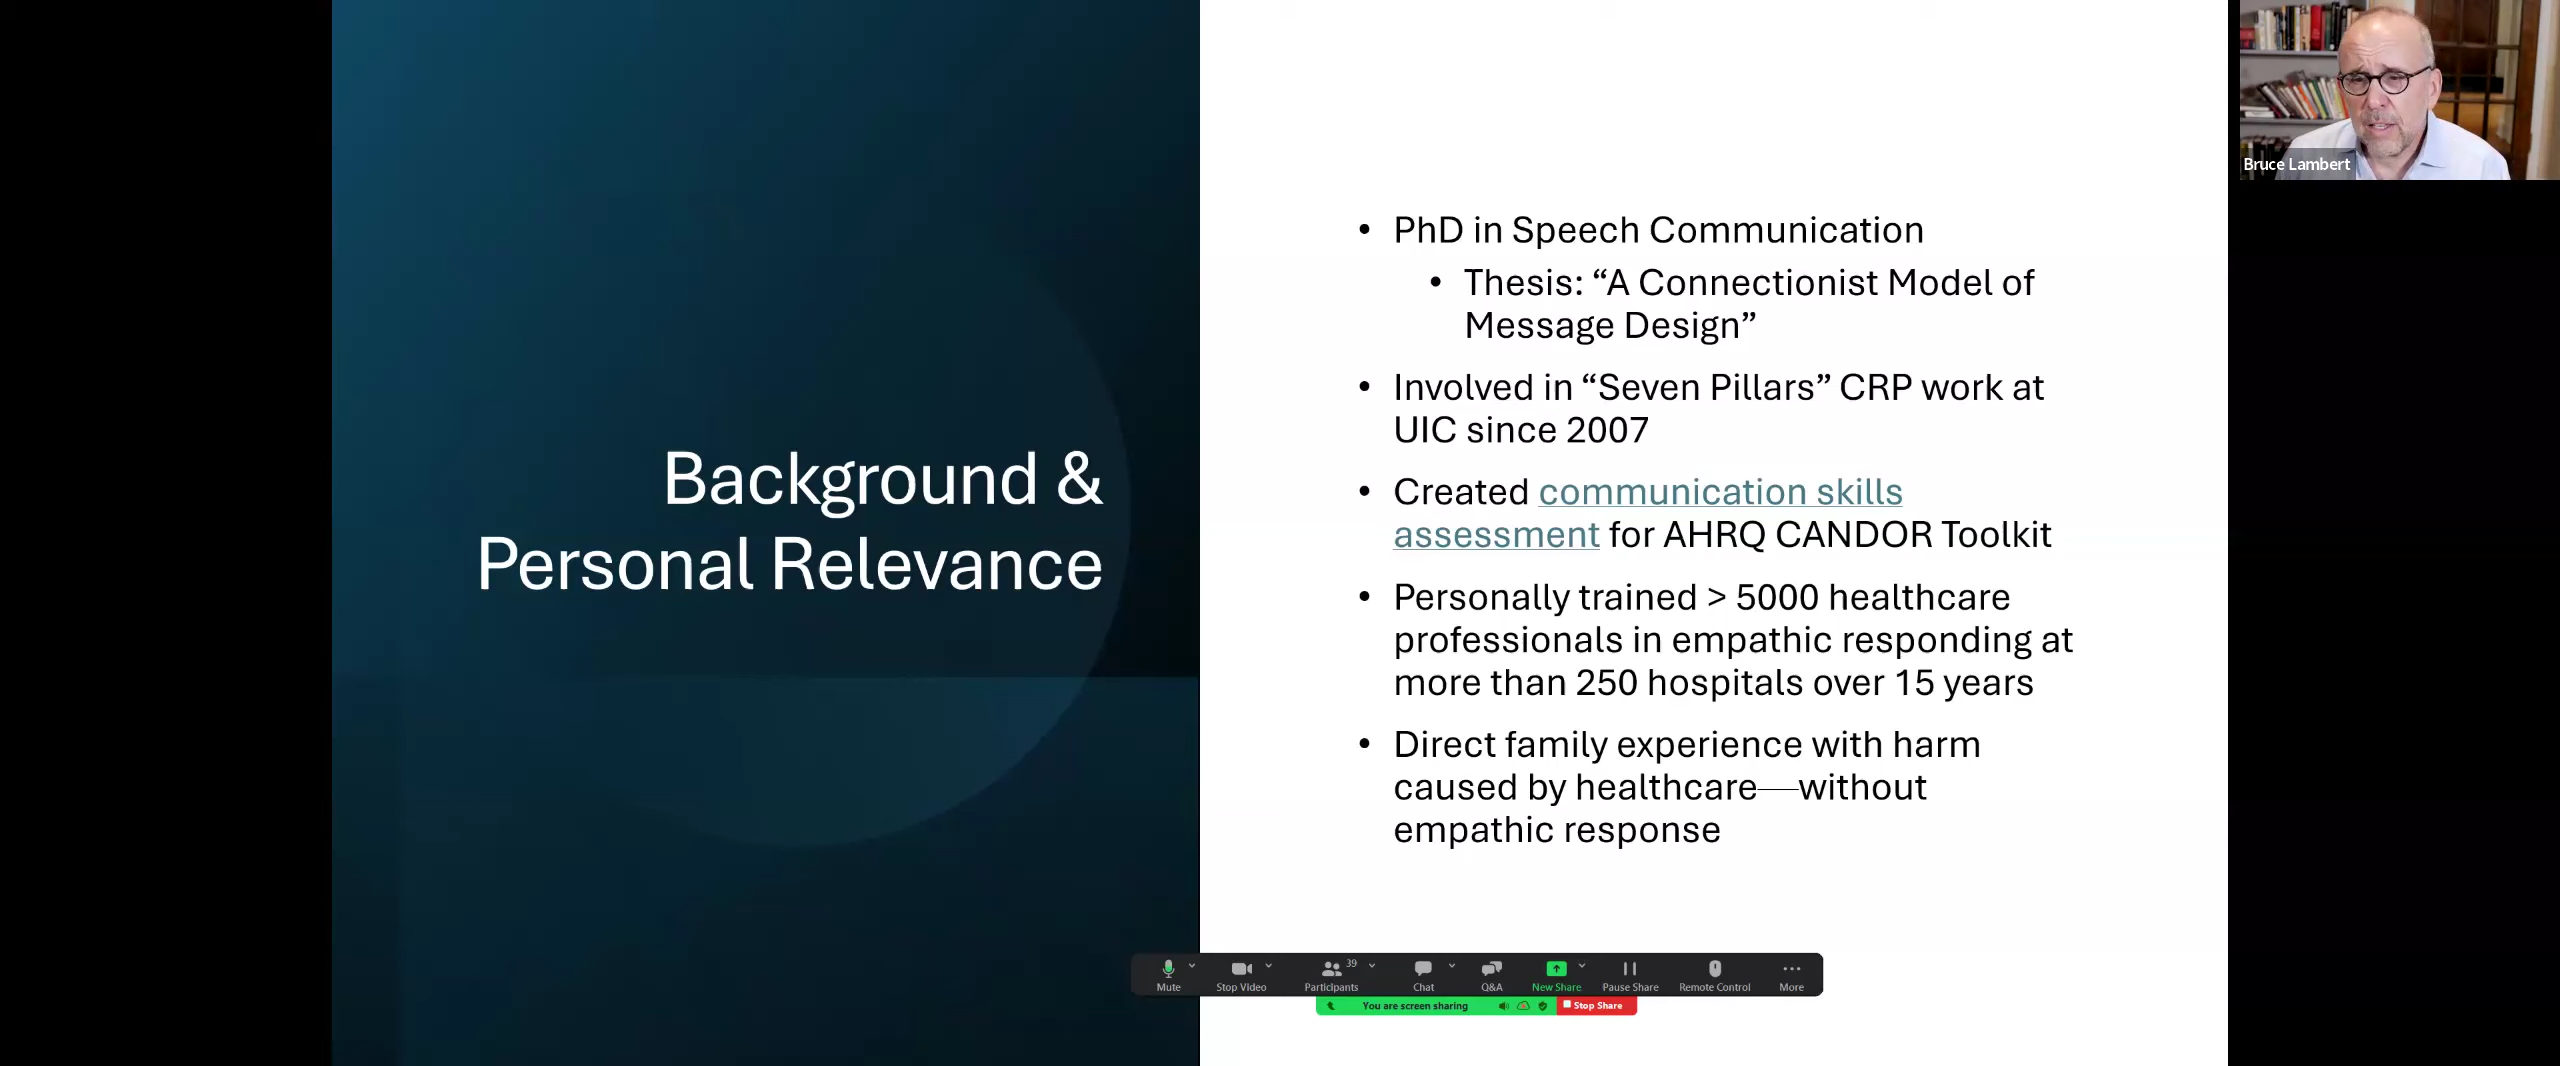 Background &
Personal Relevance
• PhD in Speech Communication
• Thesis: “A Connectionist Model of
Message Design”
• Involved in “Seven Pillars” CRP work at
UIC since 2007
• Created communication skills
assessment for AHRQ CANDOR Toolkit
• Personally trained > 5000 healthcare
professionals in empathic responding at
more than 250 hospitals over 15 years
• Direct family experience with harm
caused by healthcare—without
empathic response
Bruce Lambert
39
Mute Stop Video Participants Chat Q&A New Share Pause Share Remote Control More
You are screen sharing Stop Share